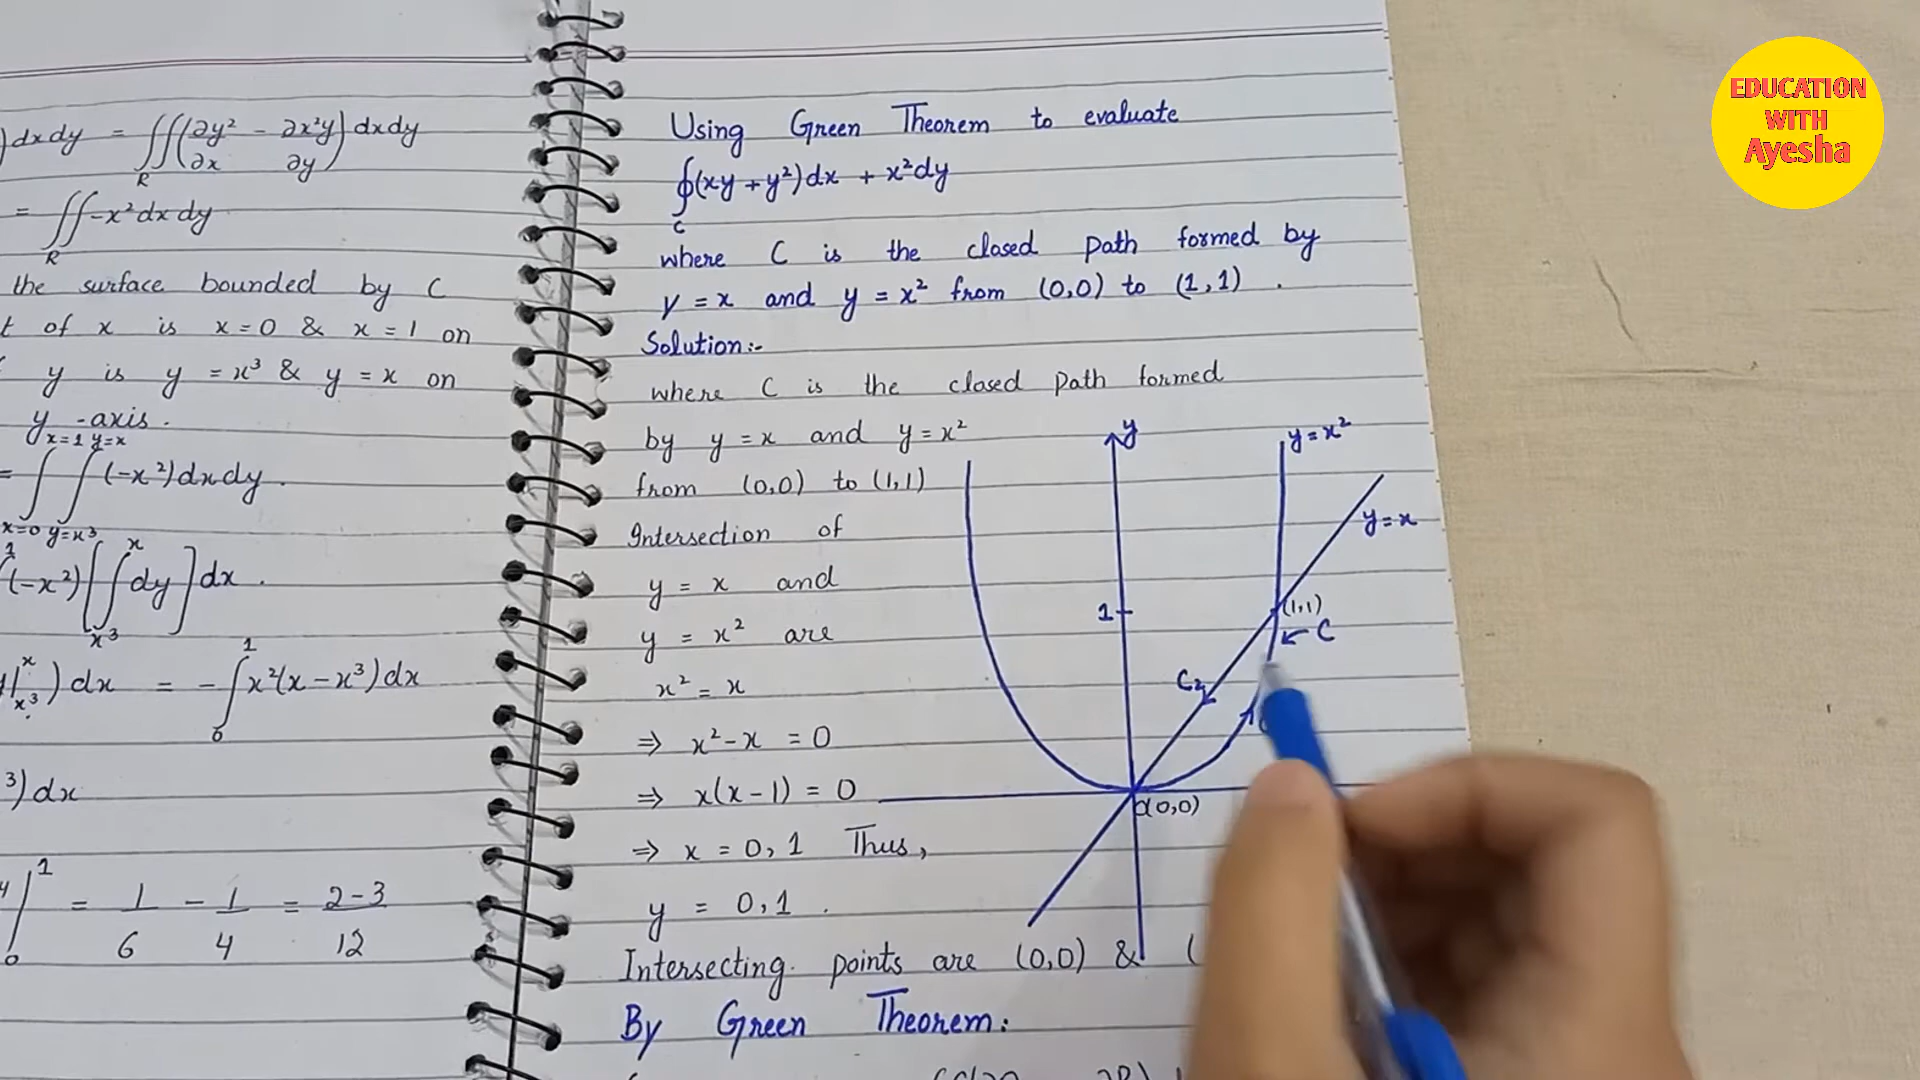 ) dx dy = ∬R (∂y²/∂x - ∂x²y/∂y) dx dy
= ∬R -x² dx dy
the surface bounded by C
of x is x=0 & x=1 on
y is y = x³ & y = x on
y-axis.
= ∫x=0^x=1 ∫y=x³^y=x (-x²) dx dy.
(-x²) [∫x³^x dy] dx.
|x³^x) dx = - ∫0^1 x²(x - x³) dx
³) dx
|0^1 = 1/6 - 1/4 = 2-3/12
Using Green Theorem to evaluate
∮C (xy + y²) dx + x² dy
where C is the closed path formed by
y = x and y = x² from (0,0) to (1,1).
Solution:-
where C is the closed path formed
by y = x and y = x²
from (0,0) to (1,1)
Intersection of
y = x and
y = x² are
x² = x
⇒ x² - x = 0
⇒ x(x - 1) = 0
⇒ x = 0, 1 Thus,
y = 0, 1.
Intersecting points are (0,0) & (
By Green Theorem:
y
y = x²
y = x
1
(1,1)
C
C₂
(0,0)
EDUCATION
WITH
Ayesha